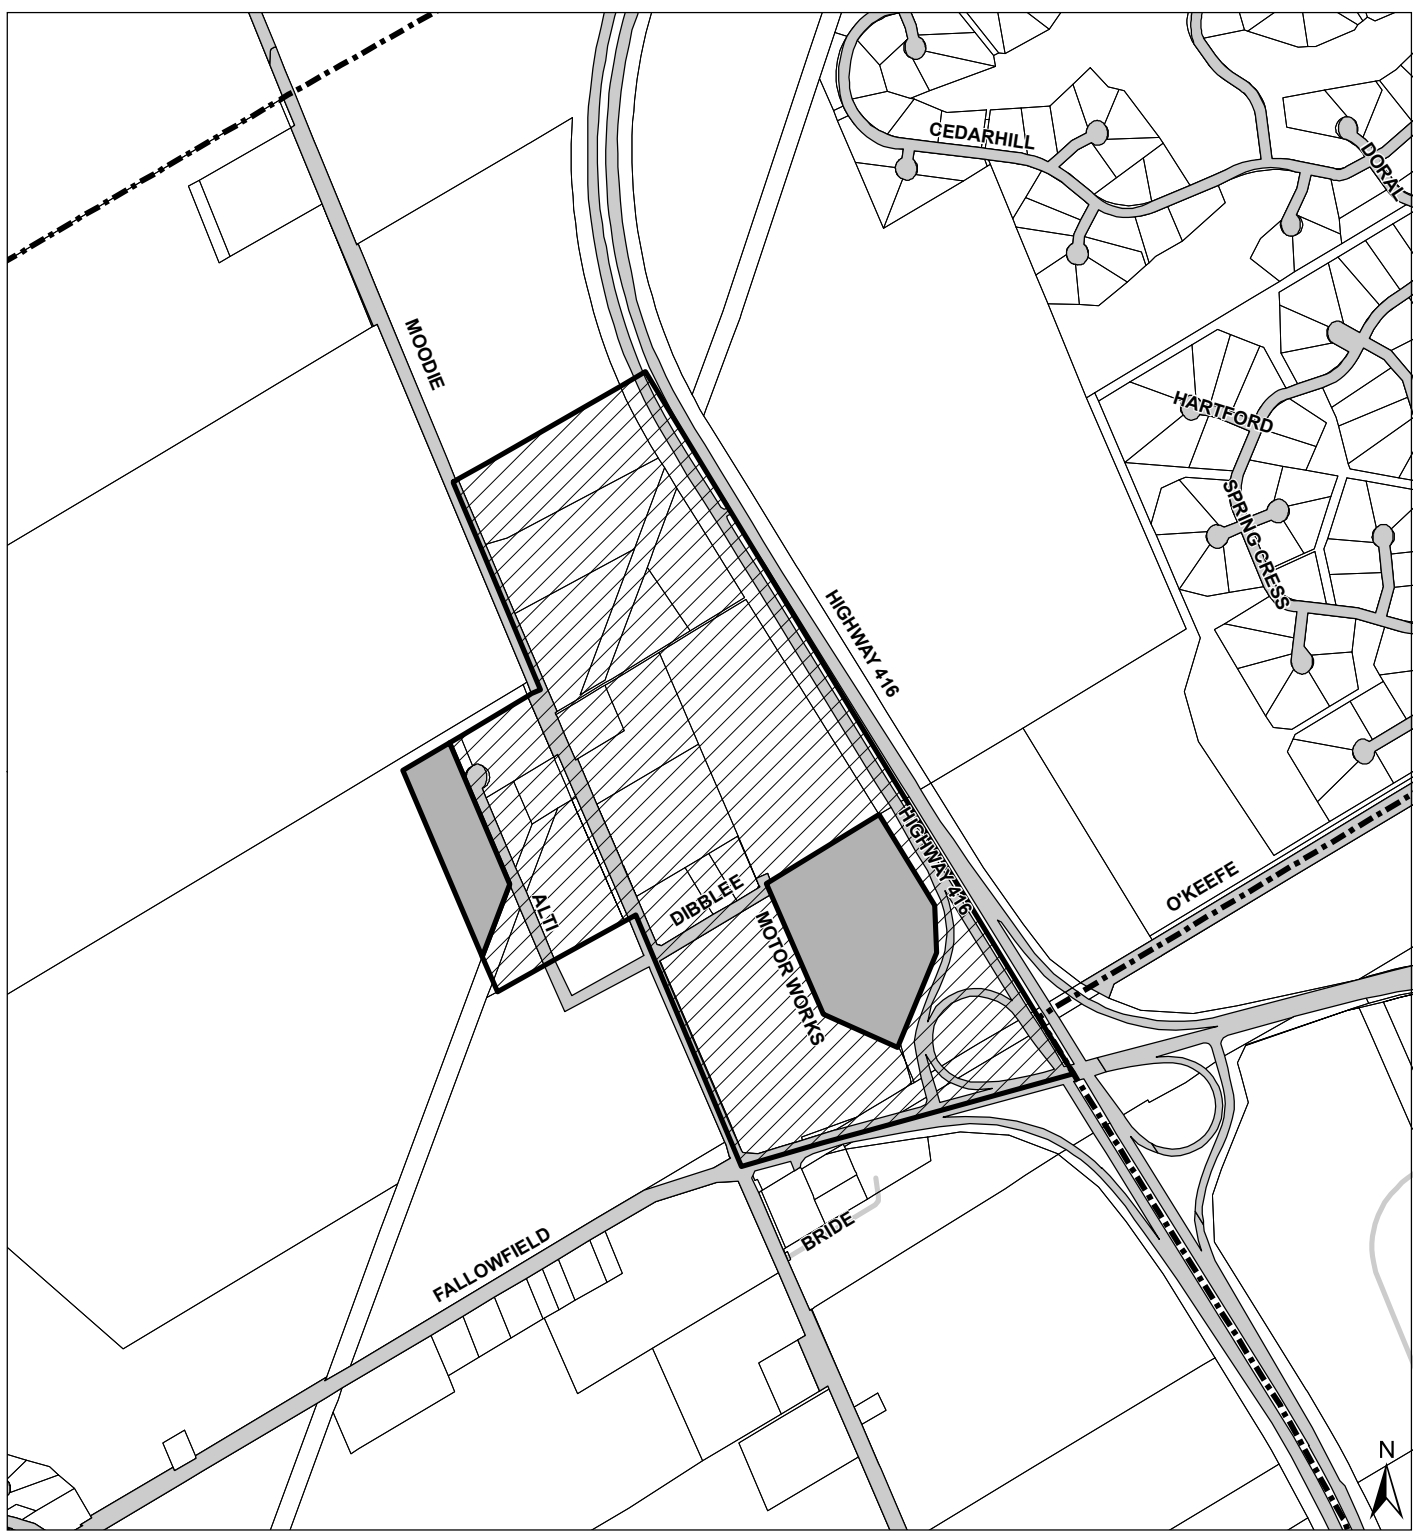 CEDARHILL
DORAL
MOODIE
HARTFORD
SPRING CRESS
HIGHWAY 416
HIGHWAY 416
O'KEEFE
DIBBLEE
ALTI
MOTOR WORKS
BRIDE
FALLOWFIELD
N